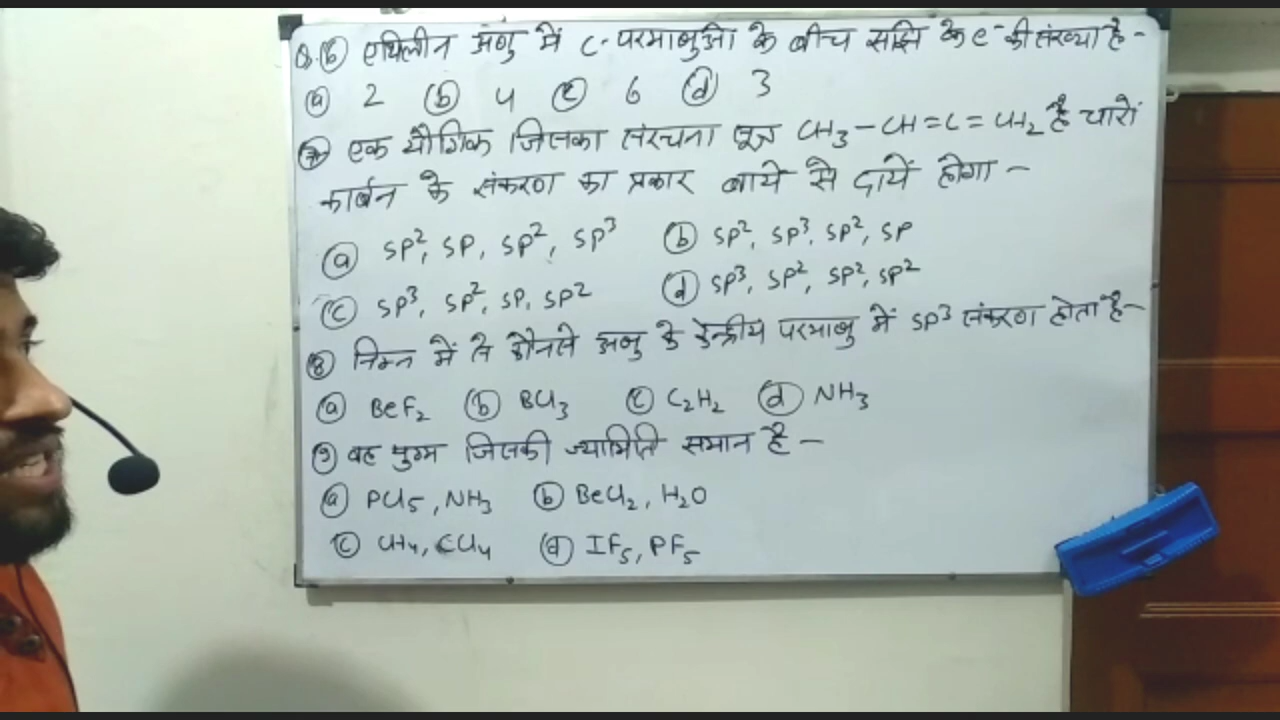 Q.⑥ एथिलीन अणु में C-परमाणुओ के बीच सझि के e⁻ की संख्या है -
ⓐ 2 ⓑ 4 ⓒ 6 ⓓ 3
⑦ एक यौगिक जिसका संरचना सूत्र CH₃-CH=C=CH₂ है चारों
कार्बन के संकरण का प्रकार बाये से दायें होगा -
ⓐ SP², SP, SP², SP³ ⓑ SP², SP³, SP², SP
ⓒ SP³, SP², SP, SP² ⓓ SP³, SP², SP², SP²
⑧ निम्न में से कौनसे अणु के केन्द्रीय परमाणु में SP³ संकरण होता है -
ⓐ BeF₂ ⓑ BCl₃ ⓒ C₂H₂ ⓓ NH₃
⑨ वह युग्म जिसकी ज्यामिति समान है -
ⓐ PCl₅, NH₃ ⓑ BeCl₂, H₂O
ⓒ CH₄, CCl₄ ⓓ IF₅, PF₅